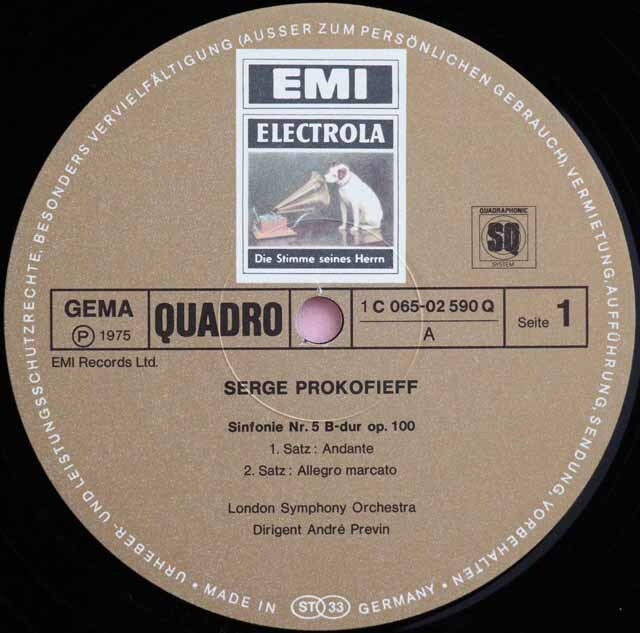 URHEBER- UND LEISTUNGSSCHUTZRECHTE, BESONDERS VERVIELFÄLTIGUNG (AUSSER ZUM PERSÖNLICHEN GEBRAUCH), VERMIETUNG, AUFFÜHRUNG, SENDUNG, VORBEHALTEN •
EMI
ELECTROLA
Die Stimme seines Herrn
QUADRAPHONIC
SQ
SYSTEM
GEMA
Ⓟ 1975
QUADRO
1 C 065-02 590 Q
A
Seite 1
EMI Records Ltd.
SERGE PROKOFIEFF
Sinfonie Nr. 5 B-dur op. 100
1. Satz: Andante
2. Satz: Allegro marcato
London Symphony Orchestra
Dirigent André Previn
• MADE IN ST 33 GERMANY •